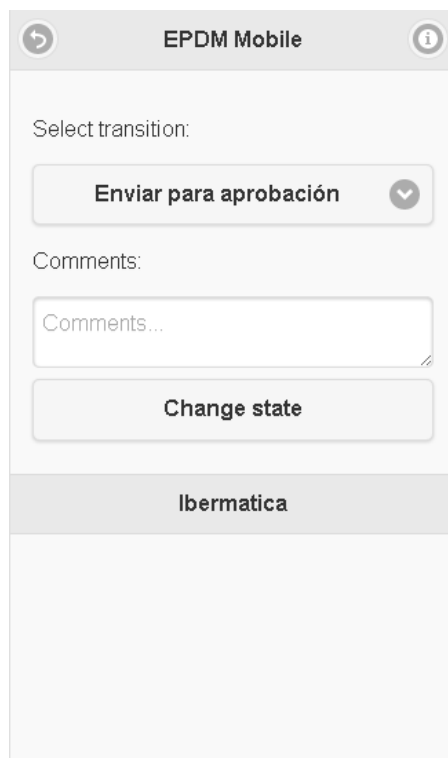 EPDM Mobile
Select transition:
Enviar para aprobación
Comments:
Comments...
Change state
Ibermatica